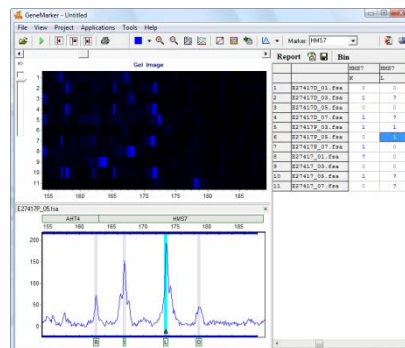 GeneMarker - Untitled
File View Project Applications Tools Help
Marker: HMS7
Gel Image
1
2
3
4
5
6
7
8
9
10
11
155 160 165 170 175 180 185
E27417P_05.fsa
AHT4 HMS7
155 160 165 170 175 180 185
200
150
100
50
0
L O
Report Bin
HMS7 HMS7
K L
1 E27417D_01.fsa 0 0
2 E27417D_03.fsa 1 ?
3 E27417D_05.fsa 0 0
4 E27417D_07.fsa 1 ?
5 E27417P_03.fsa 1 1
6 E27417P_05.fsa 0 1
7 E27417P_07.fsa 1 0
8 E27417_01.fsa ? 0
9 E27417_03.fsa 0 0
10 E27417_05.fsa 1 ?
11 E27417_07.fsa 1 ?